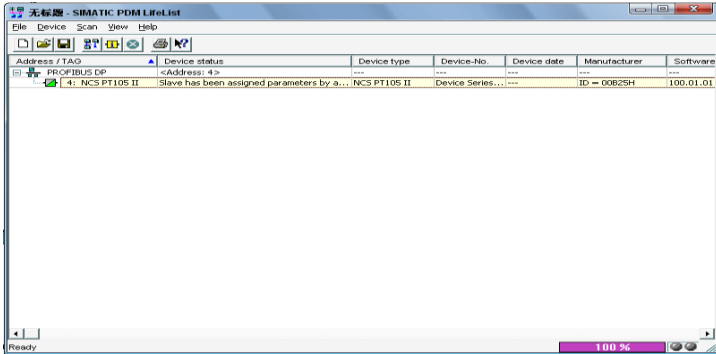 无标题 - SIMATIC PDM LifeList
File Device Scan View Help
Address / TAG Device status Device type Device-No. Device date Manufacturer Software
PROFIBUS DP <Address: 4> --- --- --- --- ---
4: NCS PT105 II Slave has been assigned parameters by a... NCS PT105 II Device Series... --- ID = 00B25H 100.01.01
Ready 100 %